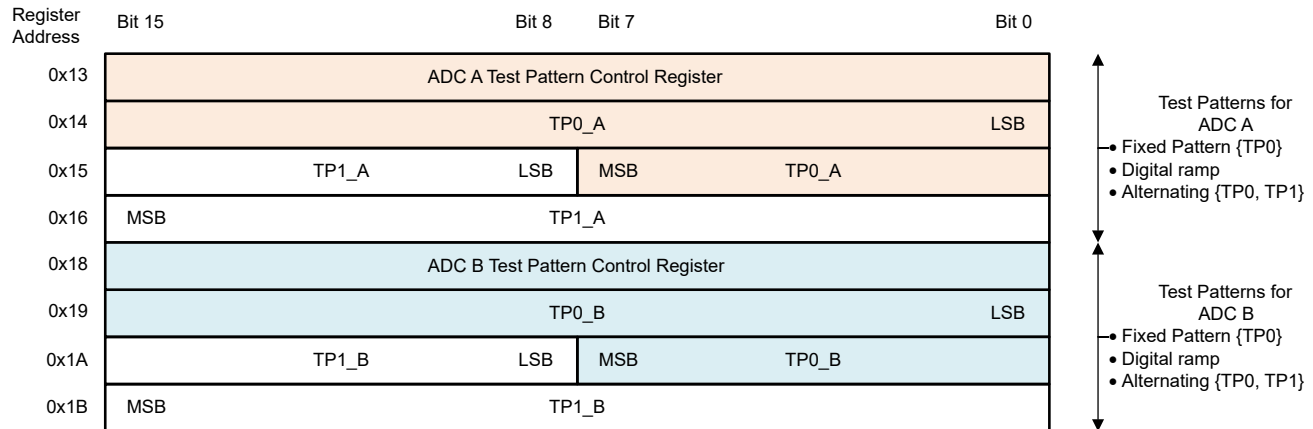 Register
Address
Bit 15 Bit 8 Bit 7 Bit 0
0x13 ADC A Test Pattern Control Register
0x14 TP0_A LSB
0x15 TP1_A LSB MSB TP0_A
0x16 MSB TP1_A
Test Patterns for
ADC A
• Fixed Pattern {TP0}
• Digital ramp
• Alternating {TP0, TP1}
0x18 ADC B Test Pattern Control Register
0x19 TP0_B LSB
0x1A TP1_B LSB MSB TP0_B
0x1B MSB TP1_B
Test Patterns for
ADC B
• Fixed Pattern {TP0}
• Digital ramp
• Alternating {TP0, TP1}